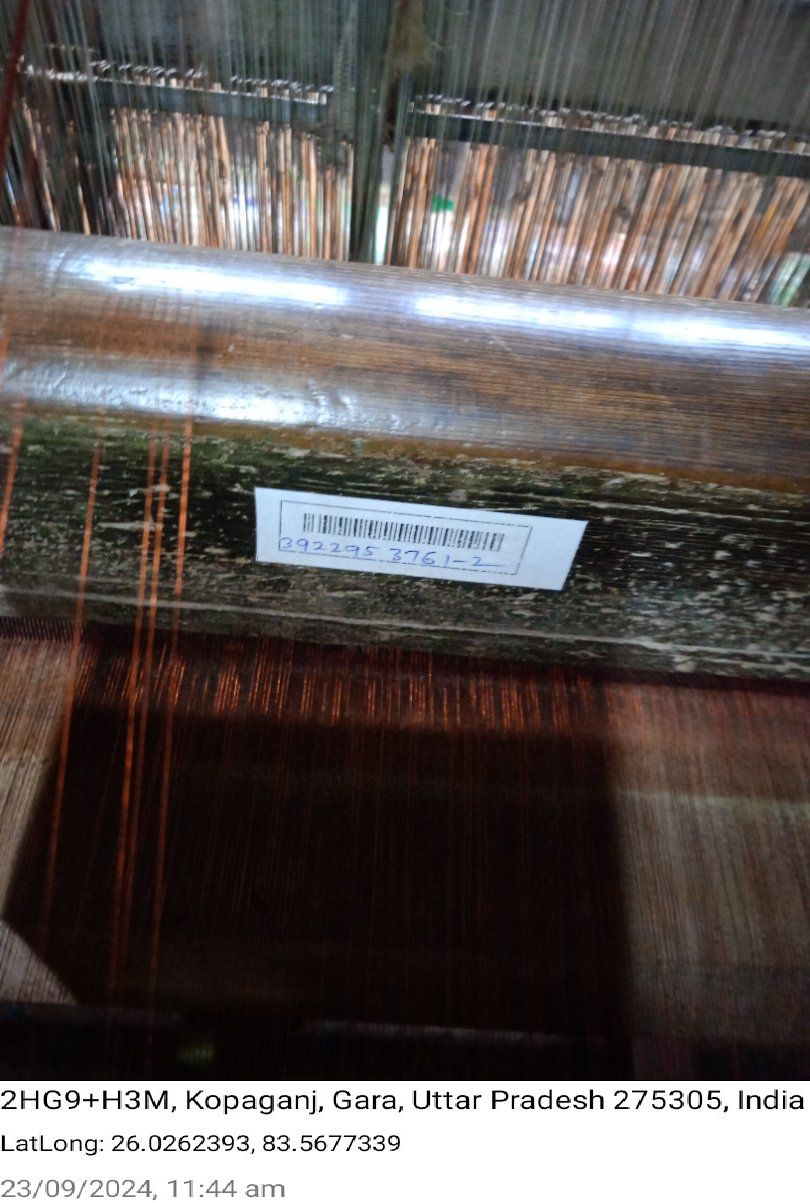 392295 3761-2
2HG9+H3M, Kopaganj, Gara, Uttar Pradesh 275305, India
LatLong: 26.0262393, 83.5677339
23/09/2024, 11:44 am